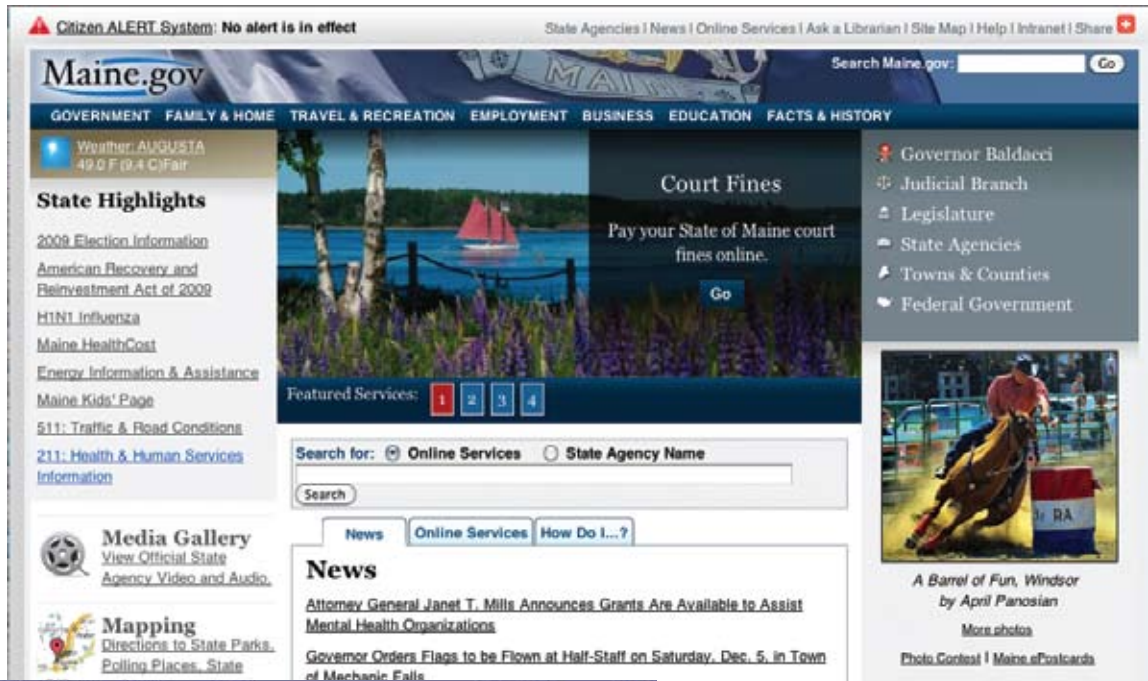 Citizen ALERT System: No alert is in effect
State Agencies | News | Online Services | Ask a Librarian | Site Map | Help | Intranet | Share
Maine.gov
MAINE
Search Maine.gov:
Go
GOVERNMENT FAMILY & HOME TRAVEL & RECREATION EMPLOYMENT BUSINESS EDUCATION FACTS & HISTORY
Weather: AUGUSTA
49.0 F (9.4 C)Fair
State Highlights
2009 Election Information
American Recovery and
Reinvestment Act of 2009
H1N1 Influenza
Maine HealthCost
Energy Information & Assistance
Maine Kids' Page
511: Traffic & Road Conditions
211: Health & Human Services
Information
Media Gallery
View Official State
Agency Video and Audio.
Mapping
Directions to State Parks,
Polling Places, State
Court Fines
Pay your State of Maine court
fines online.
Go
Featured Services: 1 2 3 4
Search for: Online Services State Agency Name
Search
News Online Services How Do I...?
News
Attorney General Janet T. Mills Announces Grants Are Available to Assist
Mental Health Organizations
Governor Orders Flags to be Flown at Half-Staff on Saturday, Dec. 5, in Town
of Mechanic Falls
Governor Baldacci
Judicial Branch
Legislature
State Agencies
Towns & Counties
Federal Government
RA
A Barrel of Fun, Windsor
by April Panosian
More photos
Photo Contest | Maine ePostcards